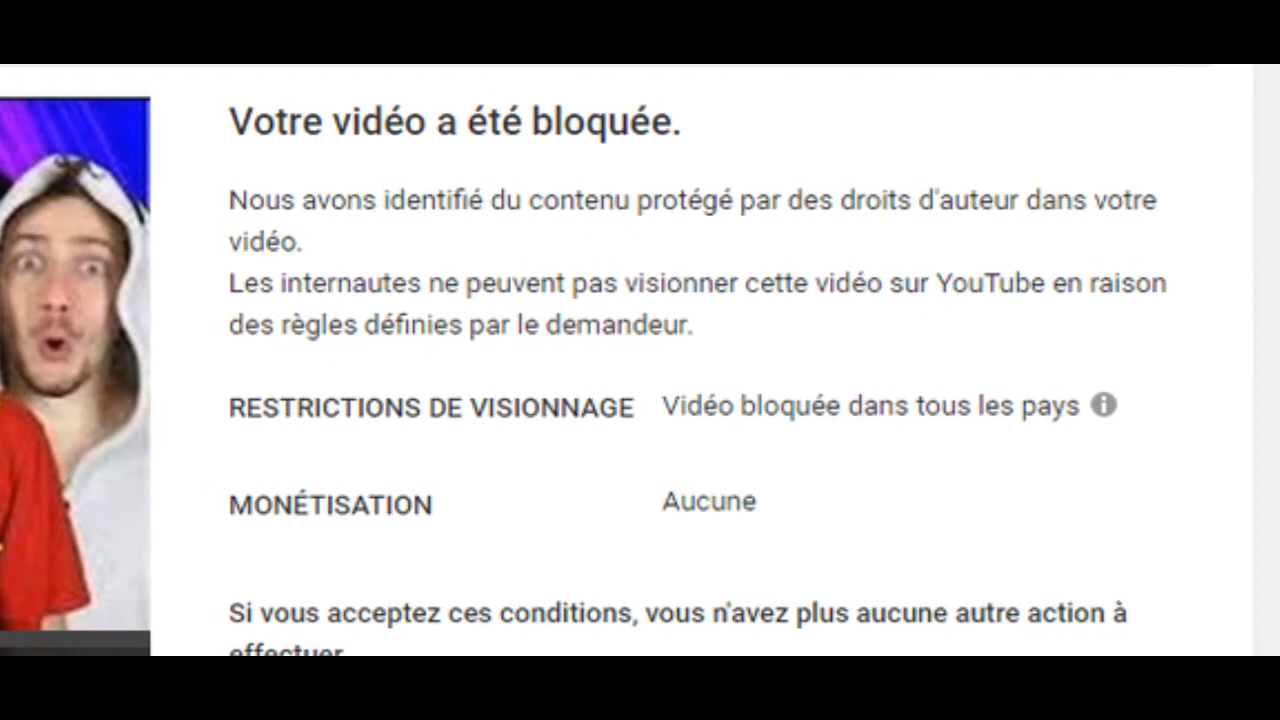 Votre vidéo a été bloquée.
Nous avons identifié du contenu protégé par des droits d'auteur dans votre
vidéo.
Les internautes ne peuvent pas visionner cette vidéo sur YouTube en raison
des règles définies par le demandeur.
RESTRICTIONS DE VISIONNAGE Vidéo bloquée dans tous les pays
MONÉTISATION Aucune
Si vous acceptez ces conditions, vous n'avez plus aucune autre action à
effectuer